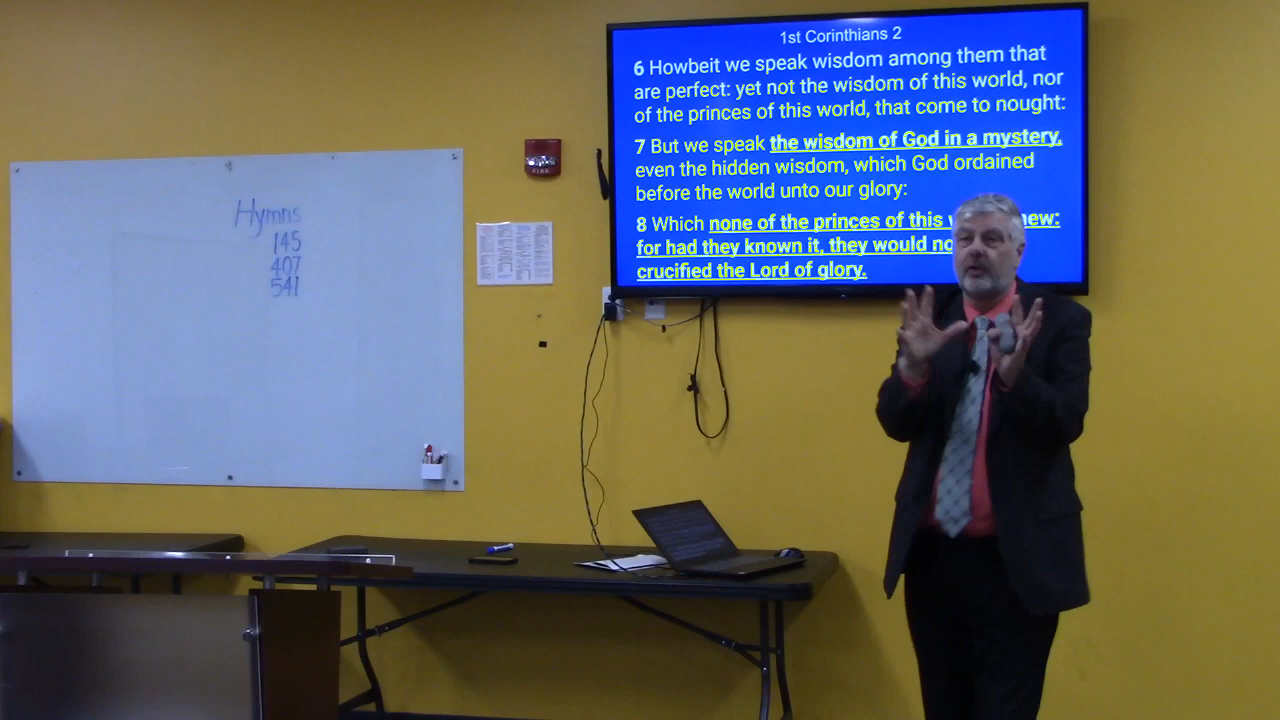 1st Corinthians 2
6 Howbeit we speak wisdom among them that
are perfect: yet not the wisdom of this world, nor
of the princes of this world, that come to nought:
7 But we speak the wisdom of God in a mystery,
even the hidden wisdom, which God ordained
before the world unto our glory:
8 Which none of the princes of this
for had they known it, they would
crucified the Lord of glory.
Hymns
145
407
541
FIRE